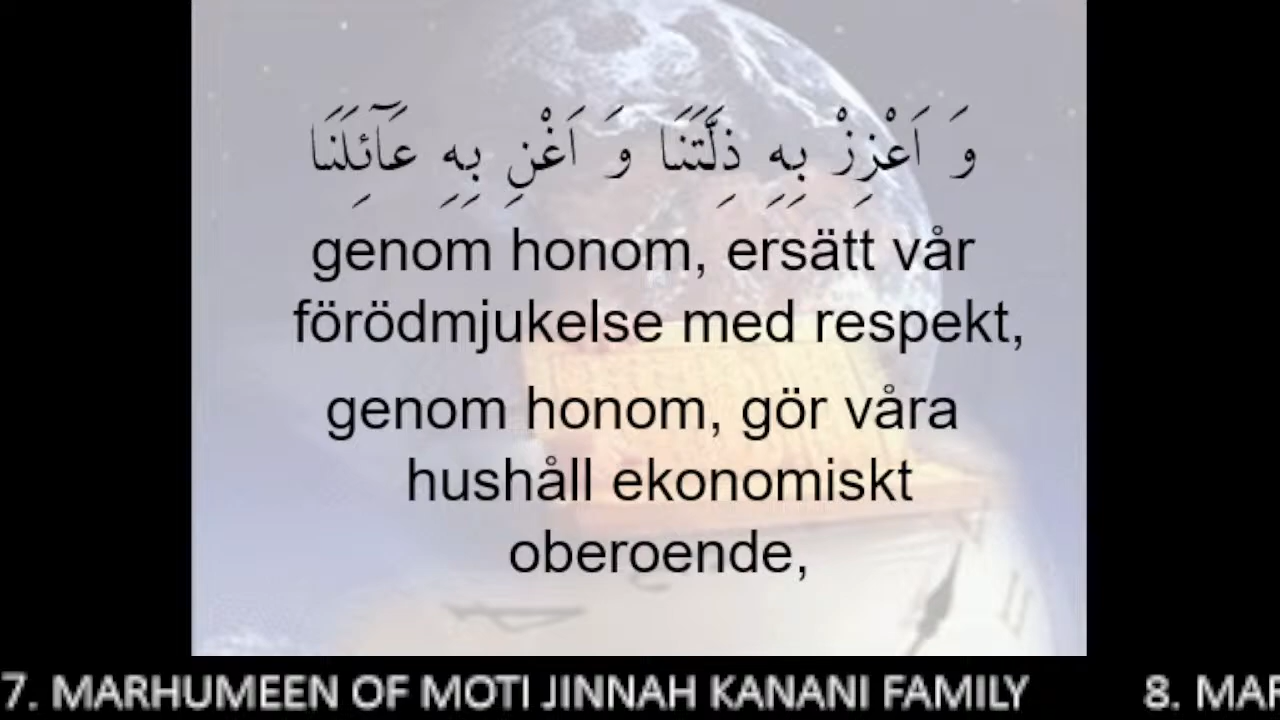 وَ اَعْزِزْ بِهِ ذِلَّتَنَا وَ اَغْنِ بِهِ عَآئِلَنَا
genom honom, ersätt vår
förödmjukelse med respekt,
genom honom, gör våra
hushåll ekonomiskt
oberoende,
7. MARHUMEEN OF MOTI JINNAH KANANI FAMILY 8. MAR